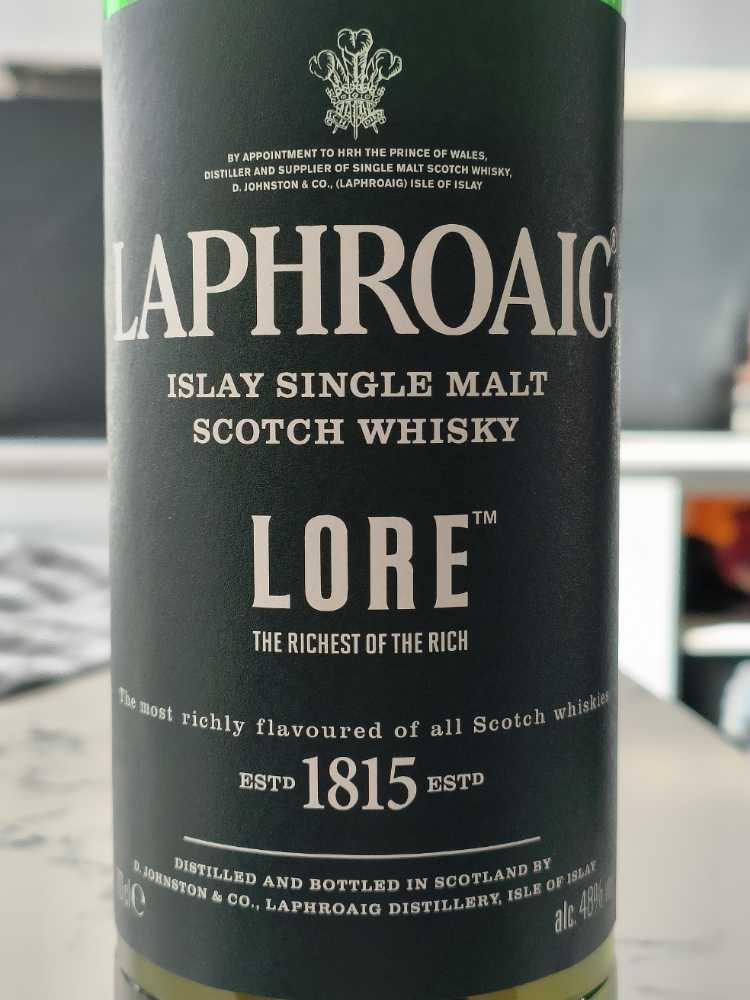 BY APPOINTMENT TO HRH THE PRINCE OF WALES,
DISTILLER AND SUPPLIER OF SINGLE MALT SCOTCH WHISKY,
D. JOHNSTON & CO., (LAPHROAIG) ISLE OF ISLAY
LAPHROAIG®
ISLAY SINGLE MALT
SCOTCH WHISKY
LORE™
THE RICHEST OF THE RICH
The most richly flavoured of all Scotch whiskies
ESTD 1815 ESTD
DISTILLED AND BOTTLED IN SCOTLAND BY
D. JOHNSTON & CO., LAPHROAIG DISTILLERY, ISLE OF ISLAY
alc. 48%